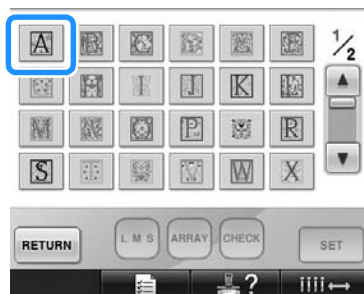 A B C D E F 1/2
G H I J K L
M N O P Q R
S T U V W X
RETURN L M S ARRAY CHECK SET
?